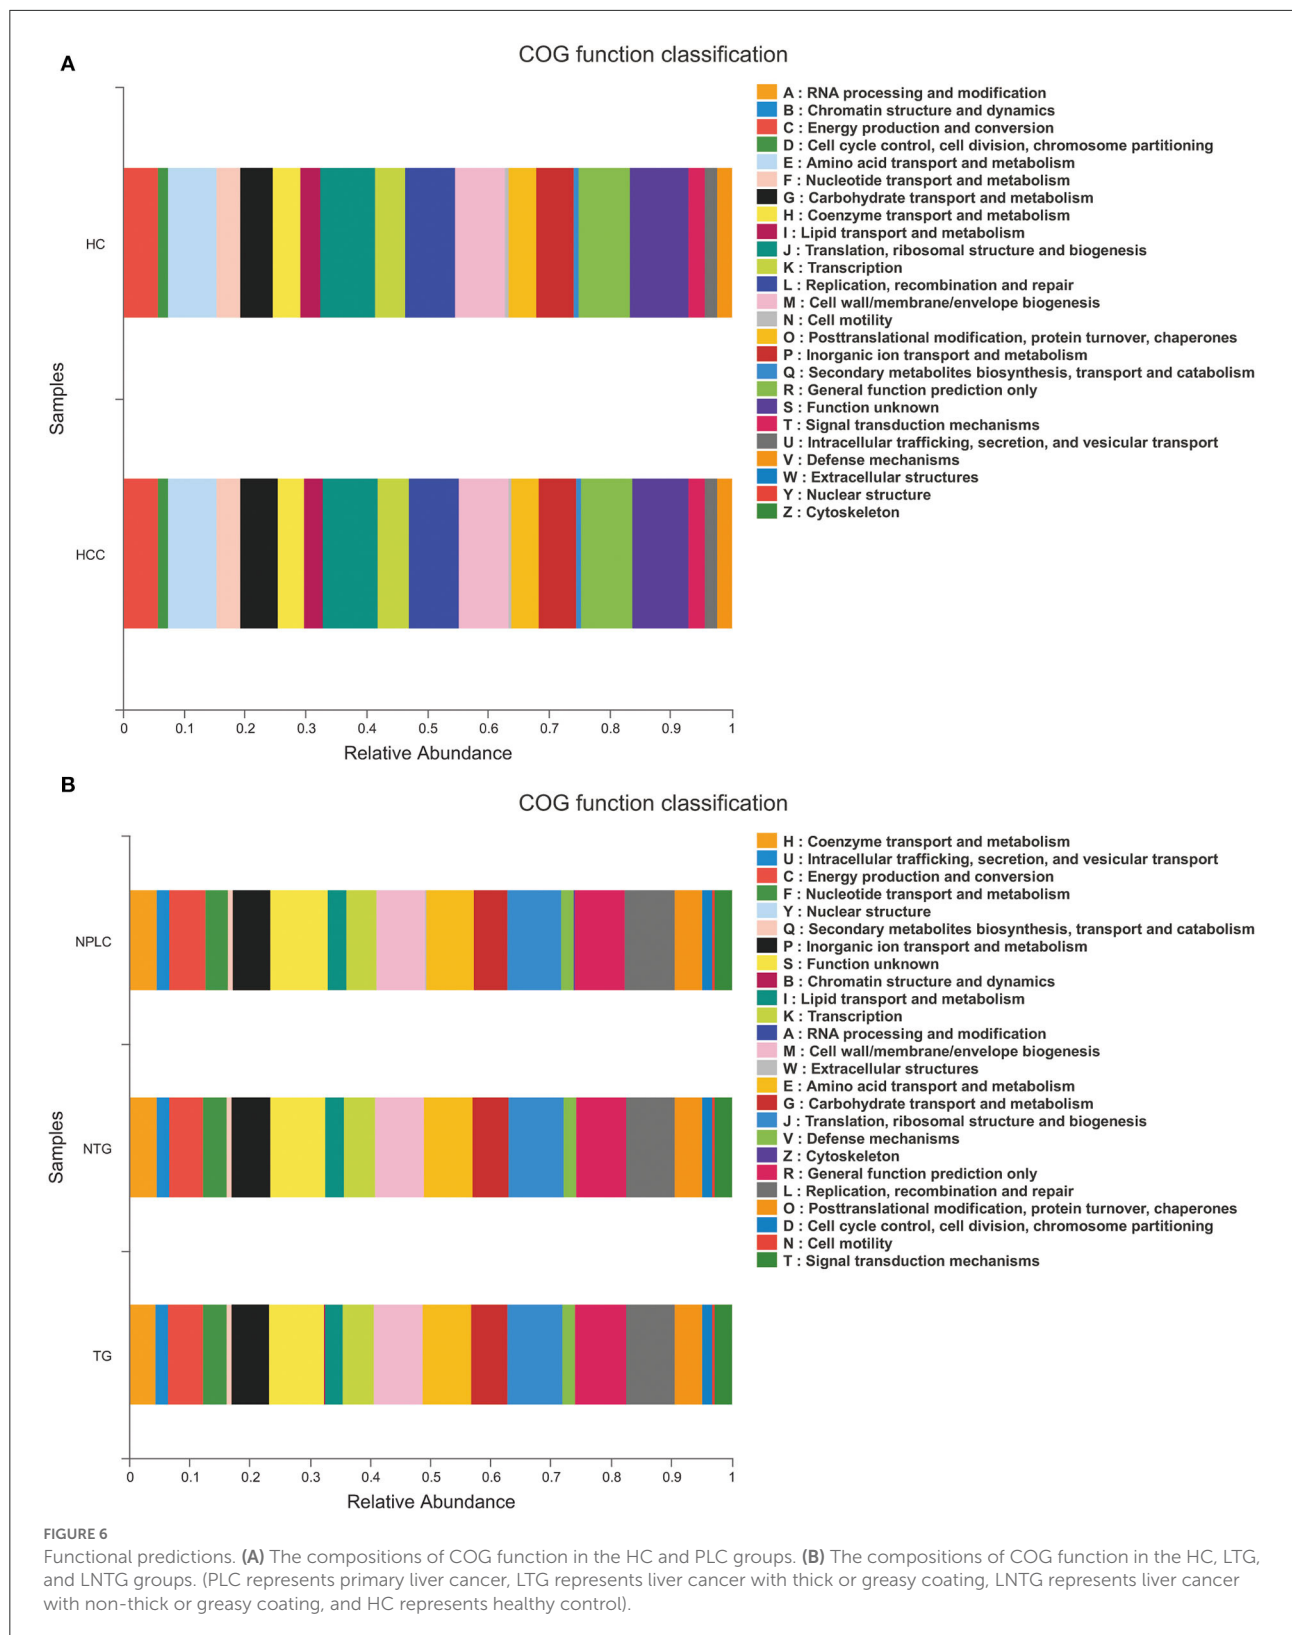 A
COG function classification
A : RNA processing and modification
B : Chromatin structure and dynamics
C : Energy production and conversion
D : Cell cycle control, cell division, chromosome partitioning
E : Amino acid transport and metabolism
F : Nucleotide transport and metabolism
G : Carbohydrate transport and metabolism
H : Coenzyme transport and metabolism
I : Lipid transport and metabolism
J : Translation, ribosomal structure and biogenesis
K : Transcription
L : Replication, recombination and repair
M : Cell wall/membrane/envelope biogenesis
N : Cell motility
O : Posttranslational modification, protein turnover, chaperones
P : Inorganic ion transport and metabolism
Q : Secondary metabolites biosynthesis, transport and catabolism
R : General function prediction only
S : Function unknown
T : Signal transduction mechanisms
U : Intracellular trafficking, secretion, and vesicular transport
V : Defense mechanisms
W : Extracellular structures
Y : Nuclear structure
Z : Cytoskeleton
HC
Samples
HCC
0 0.1 0.2 0.3 0.4 0.5 0.6 0.7 0.8 0.9 1
Relative Abundance
B
COG function classification
H : Coenzyme transport and metabolism
U : Intracellular trafficking, secretion, and vesicular transport
C : Energy production and conversion
F : Nucleotide transport and metabolism
Y : Nuclear structure
Q : Secondary metabolites biosynthesis, transport and catabolism
P : Inorganic ion transport and metabolism
S : Function unknown
B : Chromatin structure and dynamics
I : Lipid transport and metabolism
K : Transcription
A : RNA processing and modification
M : Cell wall/membrane/envelope biogenesis
W : Extracellular structures
E : Amino acid transport and metabolism
G : Carbohydrate transport and metabolism
J : Translation, ribosomal structure and biogenesis
V : Defense mechanisms
Z : Cytoskeleton
R : General function prediction only
L : Replication, recombination and repair
O : Posttranslational modification, protein turnover, chaperones
D : Cell cycle control, cell division, chromosome partitioning
N : Cell motility
T : Signal transduction mechanisms
NPLC
NTG
Samples
TG
0 0.1 0.2 0.3 0.4 0.5 0.6 0.7 0.8 0.9 1
Relative Abundance
FIGURE 6
Functional predictions. (A) The compositions of COG function in the HC and PLC groups. (B) The compositions of COG function in the HC, LTG,
and LNTG groups. (PLC represents primary liver cancer, LTG represents liver cancer with thick or greasy coating, LNTG represents liver cancer
with non-thick or greasy coating, and HC represents healthy control).